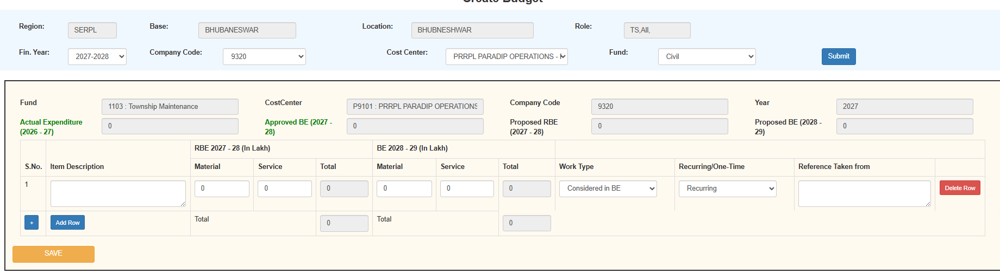 Create Budget
Region: SERPL Base: BHUBANESWAR Location: BHUBNESHWAR Role: TS,All,
Fin. Year: 2027-2028 Company Code: 9320 Cost Center: PRRPL PARADIP OPERATIONS - Fund: Civil Submit
Fund 1103 : Township Maintenance CostCenter P9101 : PRRPL PARADIP OPERATIONS Company Code 9320 Year 2027
Actual Expenditure (2026 - 27) 0 Approved BE (2027 - 28) 0 Proposed RBE (2027 - 28) 0 Proposed BE (2028 - 29) 0
RBE 2027 - 28 (In Lakh) BE 2028 - 29 (In Lakh)
S.No. Item Description Material Service Total Material Service Total Work Type Recurring/One-Time Reference Taken from
1 0 0 0 0 0 0 Considered in BE Recurring Delete Row
+ Add Row Total 0 Total 0
SAVE